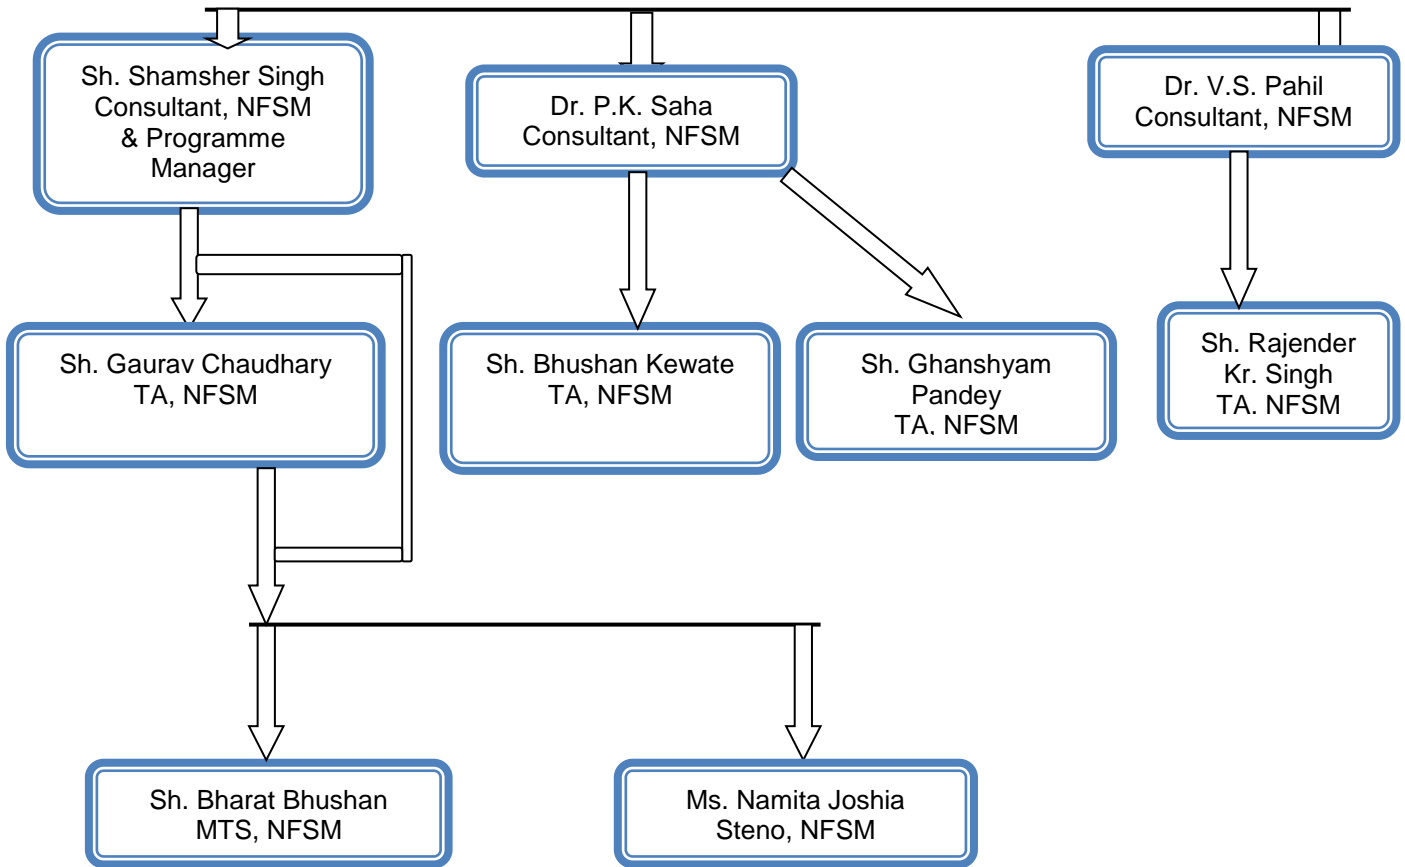 Sh. Shamsher Singh
Consultant, NFSM
& Programme
Manager
Dr. P.K. Saha
Consultant, NFSM
Dr. V.S. Pahil
Consultant, NFSM
Sh. Gaurav Chaudhary
TA, NFSM
Sh. Bhushan Kewate
TA, NFSM
Sh. Ghanshyam
Pandey
TA, NFSM
Sh. Rajender
Kr. Singh
TA. NFSM
Sh. Bharat Bhushan
MTS, NFSM
Ms. Namita Joshia
Steno, NFSM